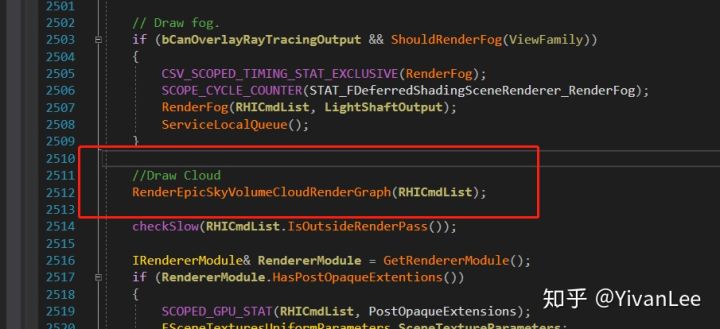 2501
2502 // Draw fog.
2503 if (bCanOverlayRayTracingOutput && ShouldRenderFog(ViewFamily))
2504 {
2505 CSV_SCOPED_TIMING_STAT_EXCLUSIVE(RenderFog);
2506 SCOPE_CYCLE_COUNTER(STAT_FDeferredShadingSceneRenderer_RenderFog);
2507 RenderFog(RHICmdList, LightShaftOutput);
2508 ServiceLocalQueue();
2509 }
2510
2511 //Draw Cloud
2512 RenderEpicSkyVolumeCloudRenderGraph(RHICmdList);
2513
2514 checkSlow(RHICmdList.IsOutsideRenderPass());
2515
2516 IRendererModule& RendererModule = GetRendererModule();
2517 if (RendererModule.HasPostOpaqueExtentions())
2518 {
2519 SCOPED_GPU_STAT(RHICmdList, PostOpaqueExtensions);
2520 FSceneTexturesUniformParameters SceneTextureParameters;
知乎 @YivanLee